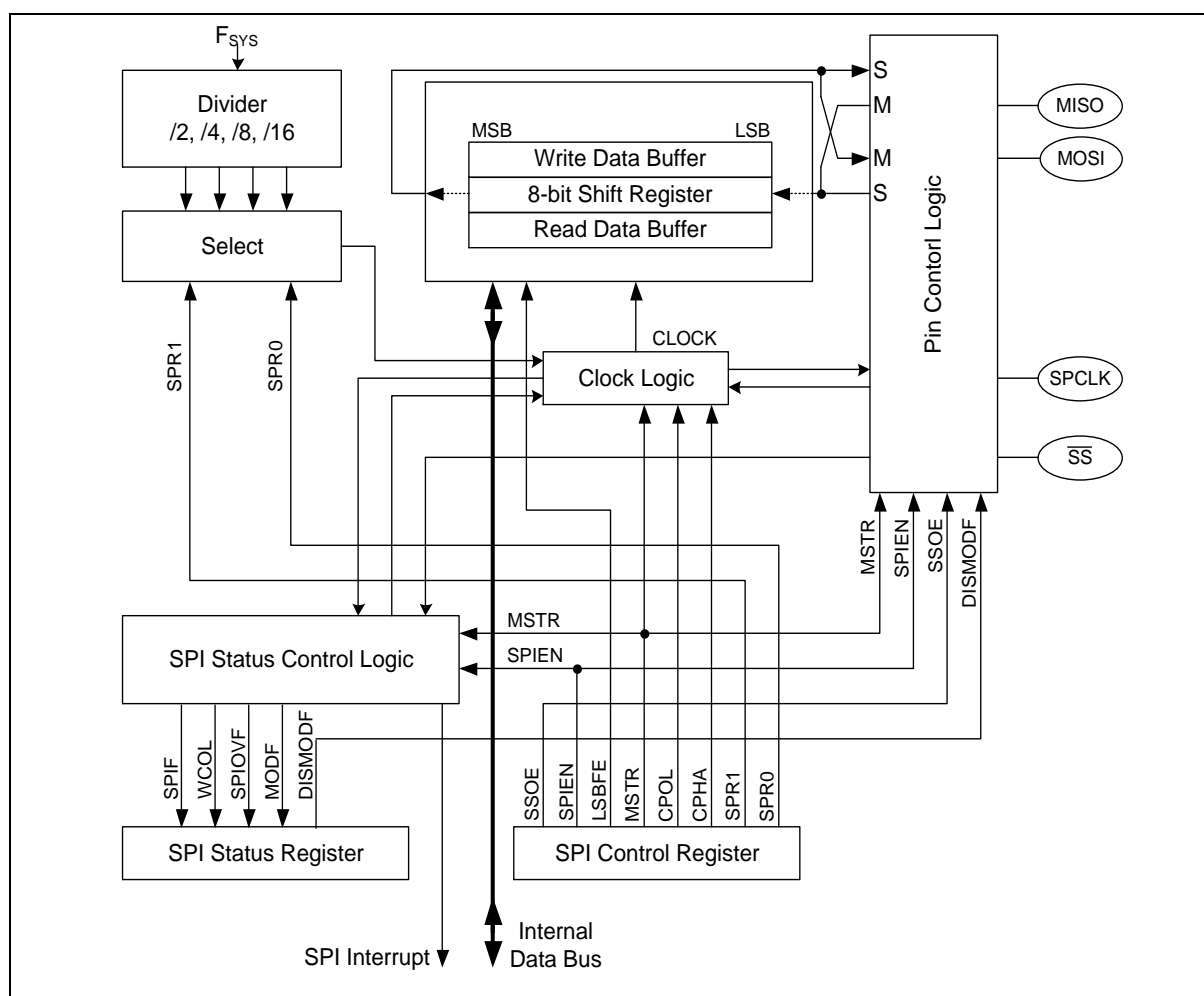 FSYS
Divider
/2, /4, /8, /16
Select
SPR1
SPR0
MSB
LSB
Write Data Buffer
8-bit Shift Register
Read Data Buffer
S
M
M
S
Pin Contorl Logic
MISO
MOSI
SPCLK
SS
CLOCK
Clock Logic
MSTR
SPIEN
SSOE
DISMODF
MSTR
SPIEN
SPI Status Control Logic
SPIF
WCOL
SPIOVF
MODF
DISMODF
SSOE
SPIEN
LSBFE
MSTR
CPOL
CPHA
SPR1
SPR0
SPI Status Register
SPI Control Register
SPI Interrupt
Internal
Data Bus